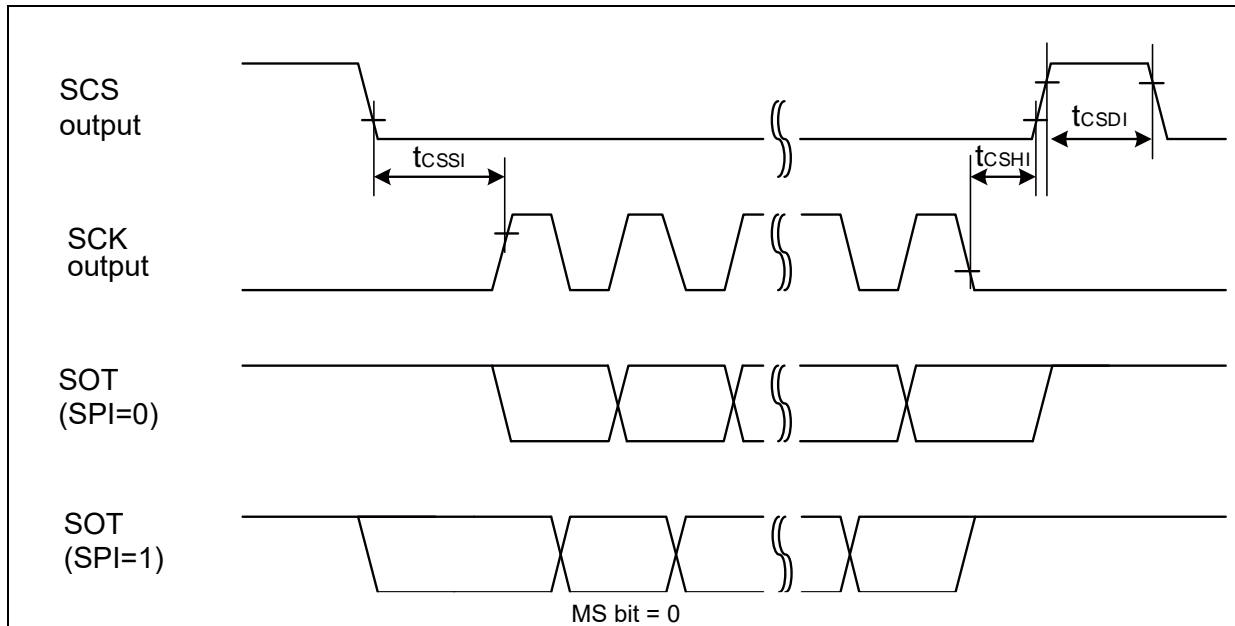 SCS
output
tCSSI
tCSHI
tCSDI
SCK
output
SOT
(SPI=0)
SOT
(SPI=1)
MS bit = 0